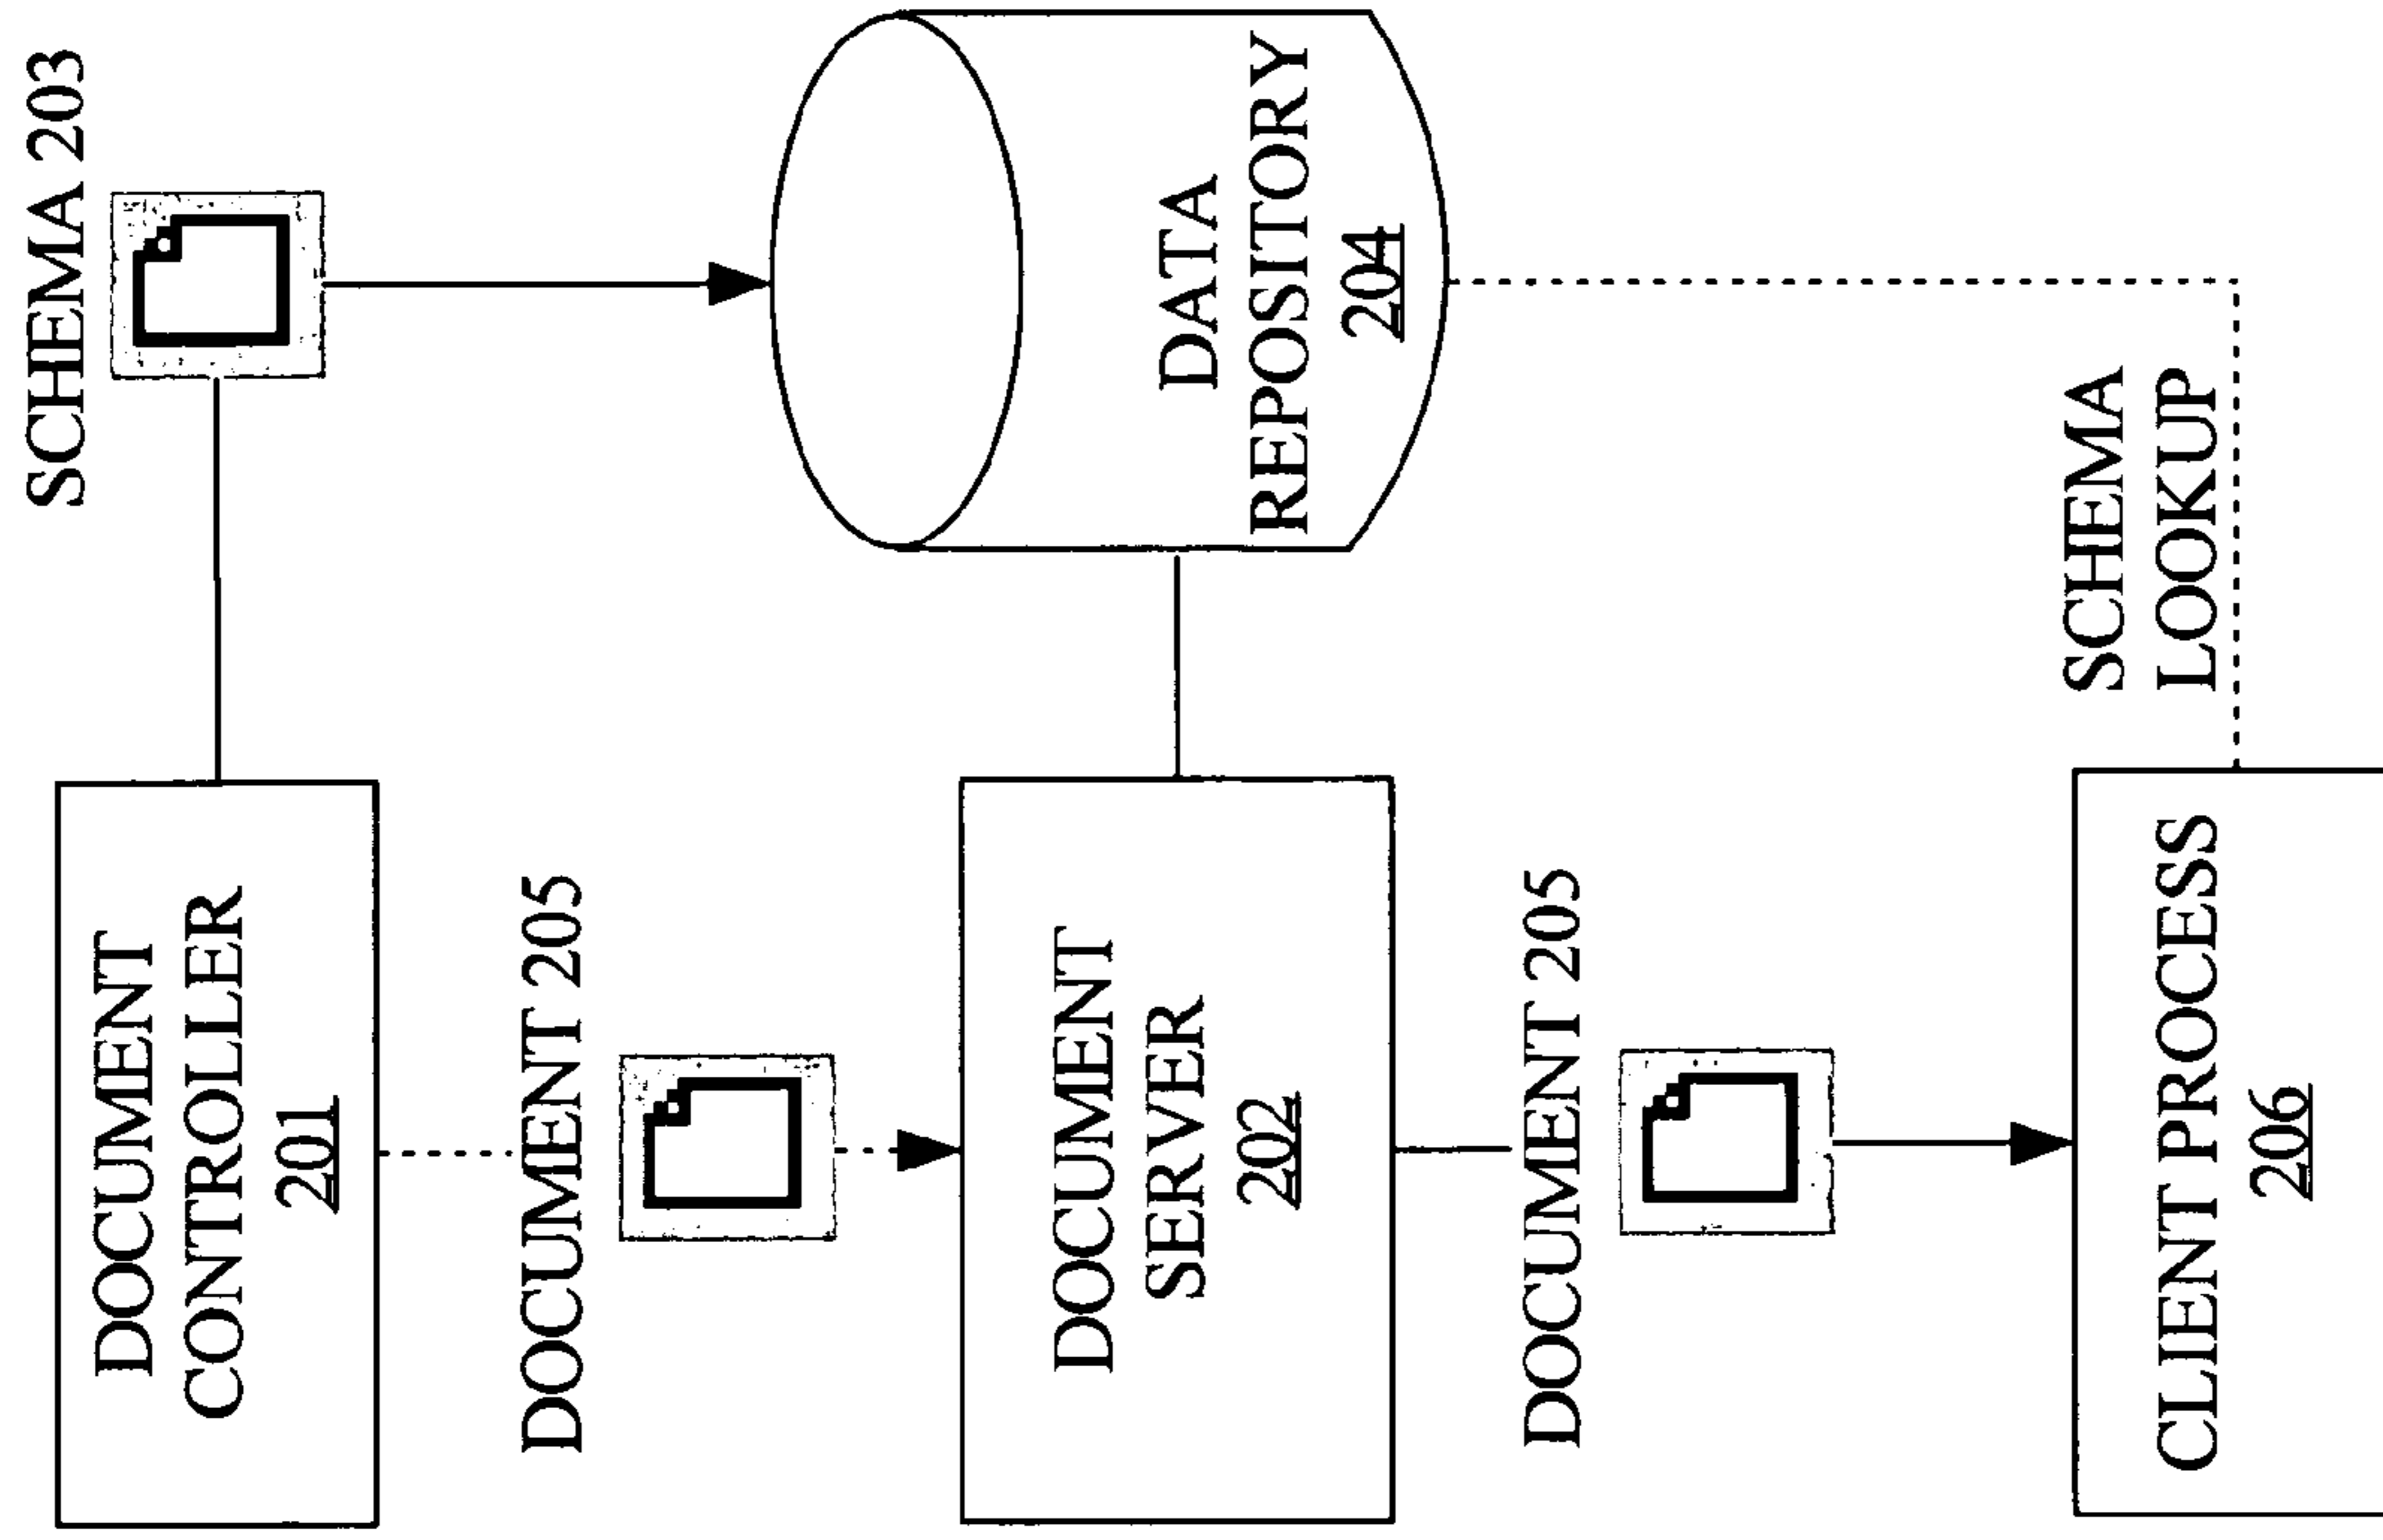 SCHEMA 203
DOCUMENT
CONTROLLER
201
DOCUMENT 205
DATA
REPOSITORY
204
DOCUMENT
SERVER
202
DOCUMENT 205
SCHEMA
LOOKUP
CLIENT PROCESS
206